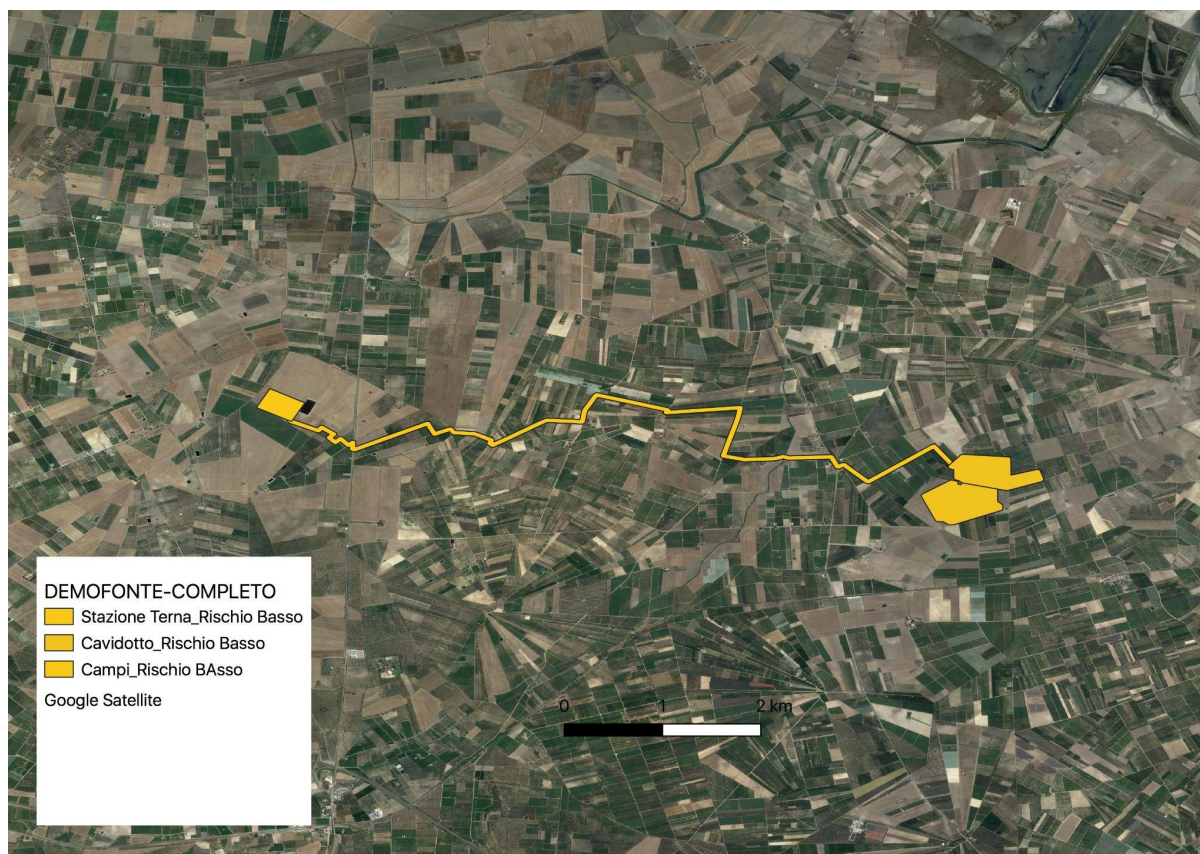 DEMOFONTE-COMPLETO
Stazione Terna_Rischio Basso
Cavidotto_Rischio Basso
Campi_Rischio BAsso
Google Satellite
0 1 2 km